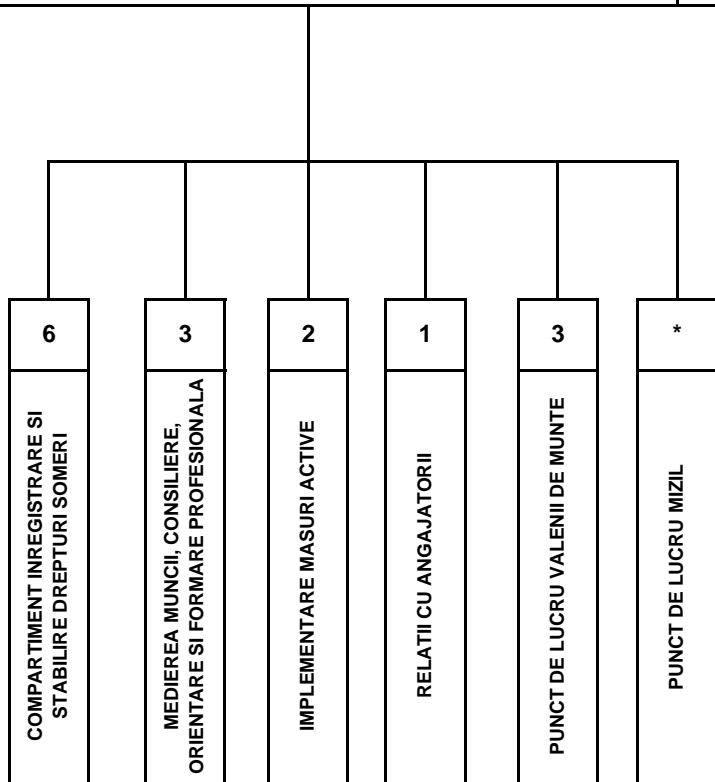 6
COMPARTIMENT INREGISTRARE SI
STABILIRE DREPTURI SOMERI
3
MEDIEREA MUNCII, CONSILIERE,
ORIENTARE SI FORMARE PROFESIONALA
2
IMPLEMENTARE MASURI ACTIVE
1
RELATII CU ANGAJATORII
3
PUNCT DE LUCRU VALENII DE MUNTE
*
PUNCT DE LUCRU MIZIL